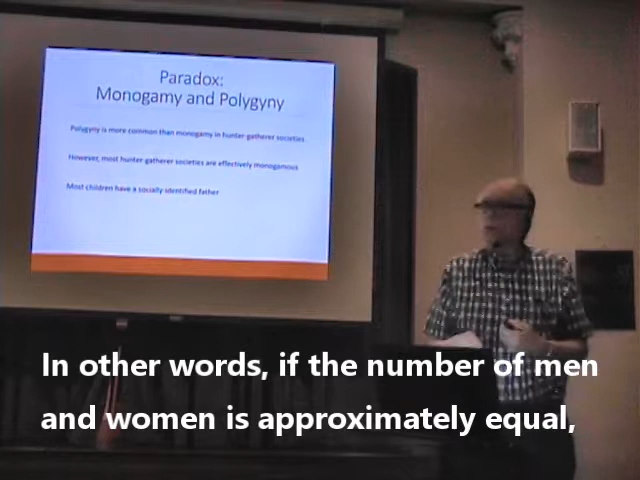 Paradox:
Monogamy and Polygyny
Polygyny is more common than monogamy in hunter-gatherer societies
However, most hunter-gatherer societies are effectively monogamous
Most children have a socially identified father
In other words, if the number of men
and women is approximately equal,